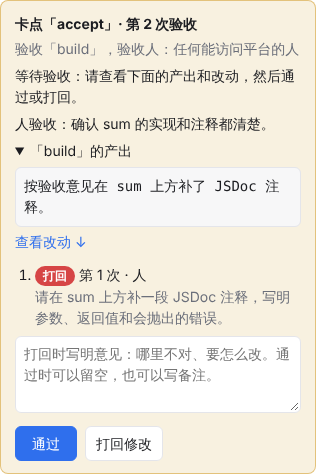 卡点「accept」· 第 2 次验收
验收「build」，验收人：任何能访问平台的人
等待验收：请查看下面的产出和改动，然后通
过或打回。
人验收：确认 sum 的实现和注释都清楚。
▼ 「build」的产出
按验收意见在 sum 上方补了 JSDoc 注
释。
查看改动 ↓
1. 打回 第 1 次 · 人
请在 sum 上方补一段 JSDoc 注释，写明
参数、返回值和会抛出的错误。
打回时写明意见：哪里不对、要怎么改。通
过时可以留空，也可以写备注。
通过 打回修改